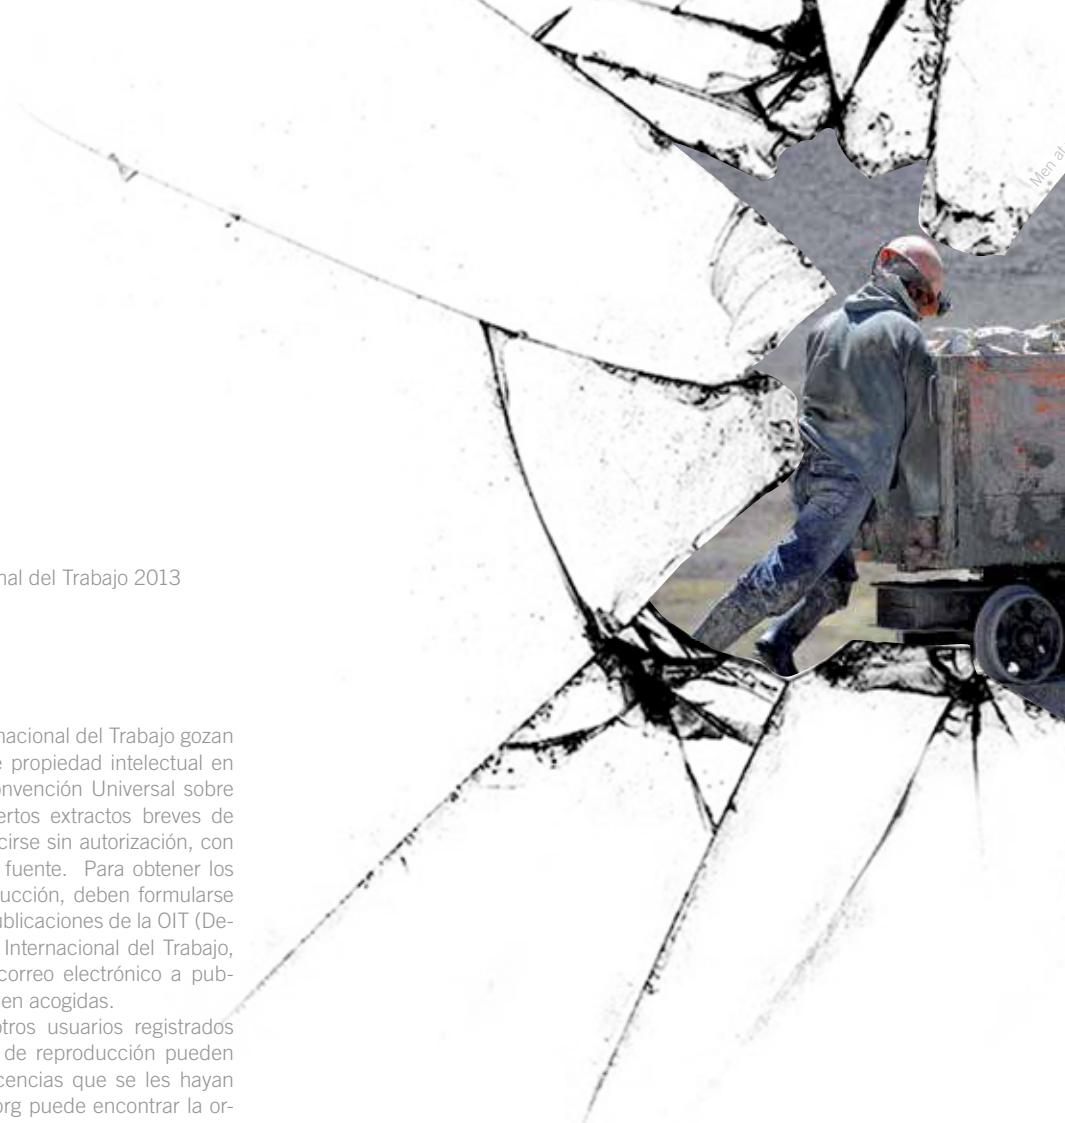 nal del Trabajo 2013
nacional del Trabajo gozan
e propiedad intelectual en
onvención Universal sobre
ertos extractos breves de
cirse sin autorización, con
fuente. Para obtener los
ucción, deben formularse
ublicaciones de la OIT (De-
Internacional del Trabajo,
correo electrónico a pub-
en acogidas.
otros usuarios registrados
de reproducción pueden
cencias que se les hayan
org puede encontrar la or-
Men at